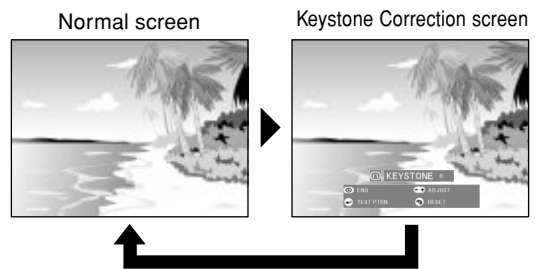 Normal screen
Keystone Correction screen
KEYSTONE 0
END ADJUST
TEST PTRN RESET